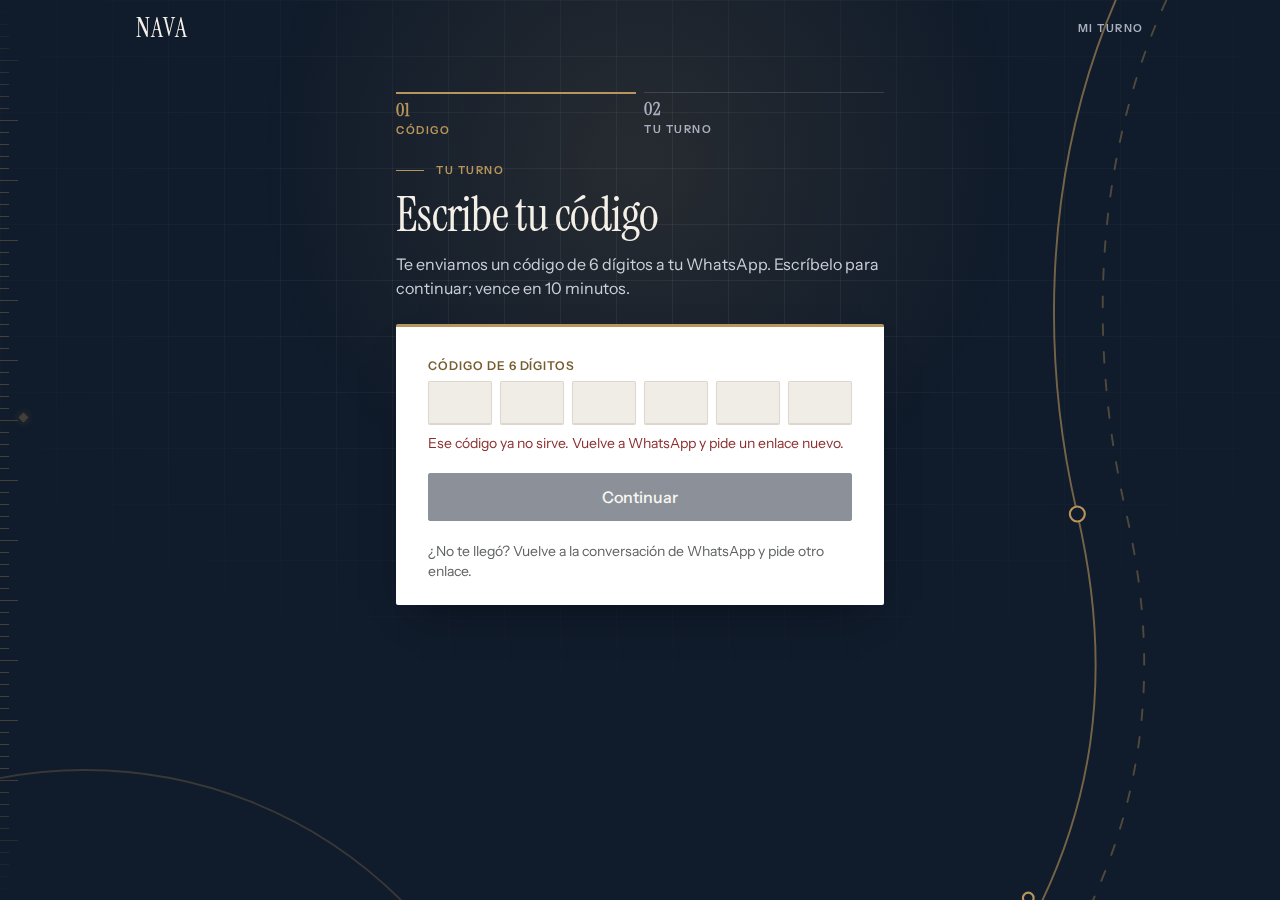 NAVA
MI TURNO
01
CÓDIGO
02
TU TURNO
TU TURNO
Escribe tu código
Te enviamos un código de 6 dígitos a tu WhatsApp. Escríbelo para
continuar; vence en 10 minutos.
CÓDIGO DE 6 DÍGITOS
Ese código ya no sirve. Vuelve a WhatsApp y pide un enlace nuevo.
Continuar
¿No te llegó? Vuelve a la conversación de WhatsApp y pide otro
enlace.